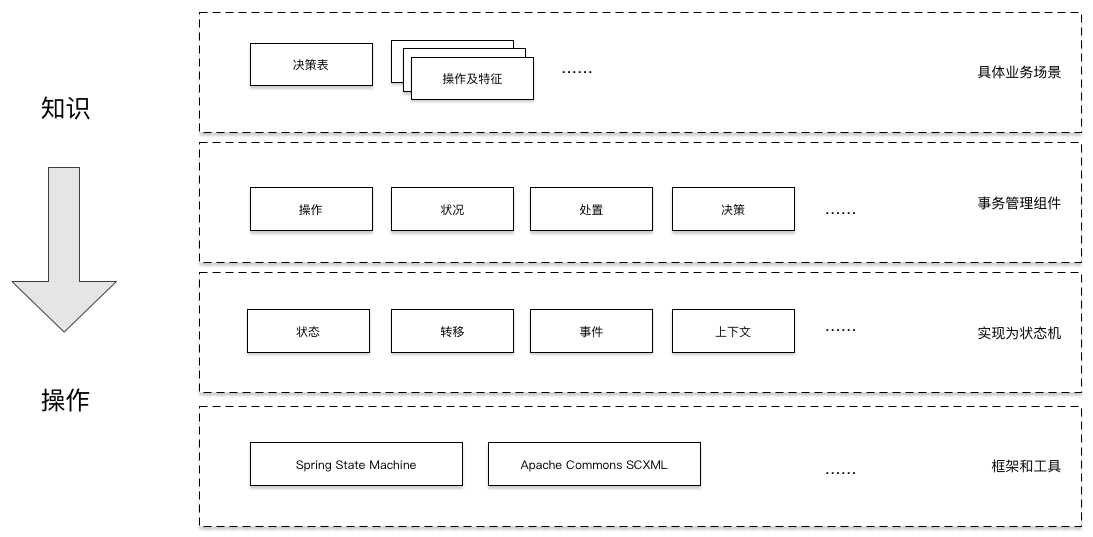 知识
操作
决策表
操作及特征
......
具体业务场景
操作
状况
处置
决策
......
事务管理组件
状态
转移
事件
上下文
......
实现为状态机
Spring State Machine
Apache Commons SCXML
......
框架和工具